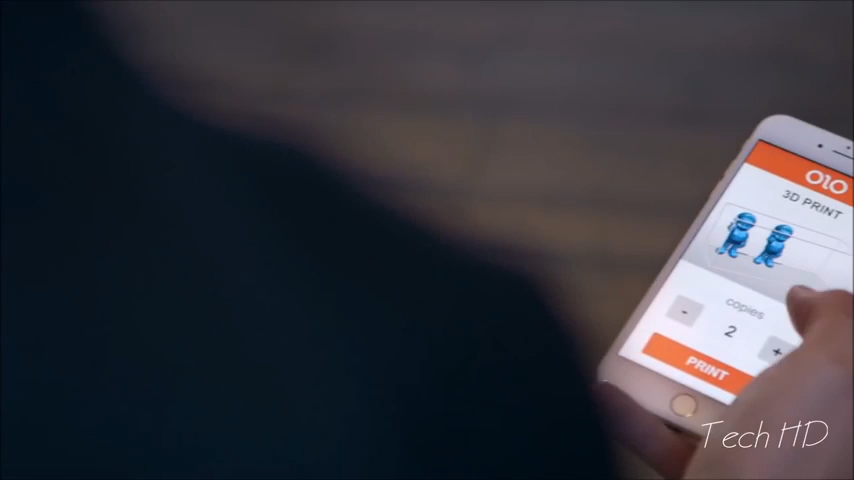 OLO
3D PRINT
copies
- 2 +
PRINT
Tech HD